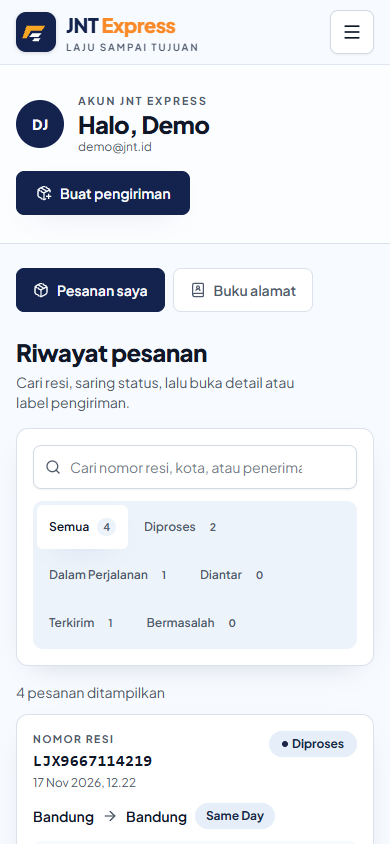 JNT Express
LAJU SAMPAI TUJUAN
DJ
AKUN JNT EXPRESS
Halo, Demo
demo@jnt.id
Buat pengiriman
Pesanan saya
Buku alamat
Riwayat pesanan
Cari resi, saring status, lalu buka detail atau
label pengiriman.
Cari nomor resi, kota, atau penerima
Semua 4
Diproses 2
Dalam Perjalanan 1
Diantar 0
Terkirim 1
Bermasalah 0
4 pesanan ditampilkan
NOMOR RESI
Diproses
LJX9667114219
17 Nov 2026, 12.22
Bandung → Bandung
Same Day